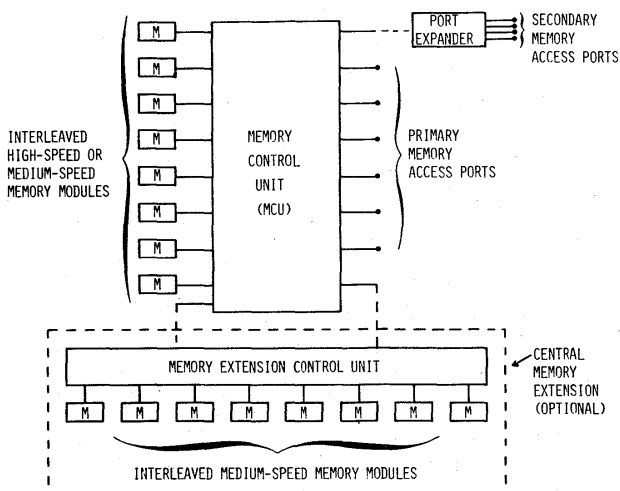 M
M
M
M
M
M
M
M
INTERLEAVED
HIGH-SPEED OR
MEDIUM-SPEED
MEMORY MODULES
MEMORY
CONTROL
UNIT
(MCU)
PORT
EXPANDER
SECONDARY
MEMORY
ACCESS PORTS
PRIMARY
MEMORY
ACCESS PORTS
MEMORY EXTENSION CONTROL UNIT
M M M M M M M M
INTERLEAVED MEDIUM-SPEED MEMORY MODULES
CENTRAL
MEMORY
EXTENSION
(OPTIONAL)